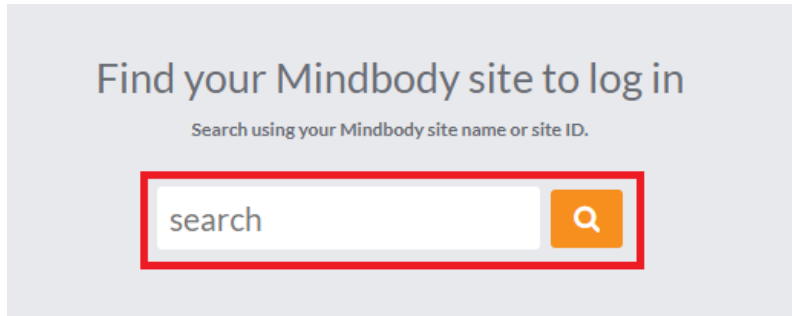 Find your Mindbody site to log in
Search using your Mindbody site name or site ID.
search